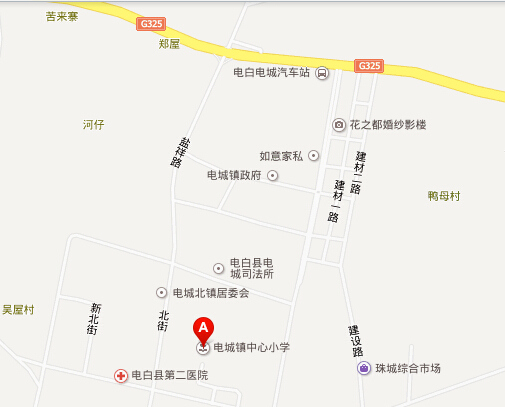 苦来寨
G325
郑屋
G325
电白电城汽车站
河仔
花之都婚纱影楼
盐祥路
如意家私
建材二路
电城镇政府
建材一路
鸭母村
电白县电
城司法所
电城北镇居委会
吴屋村
新北街
北街
A
电城镇中心小学
建设路
珠城综合市场
电白县第二医院